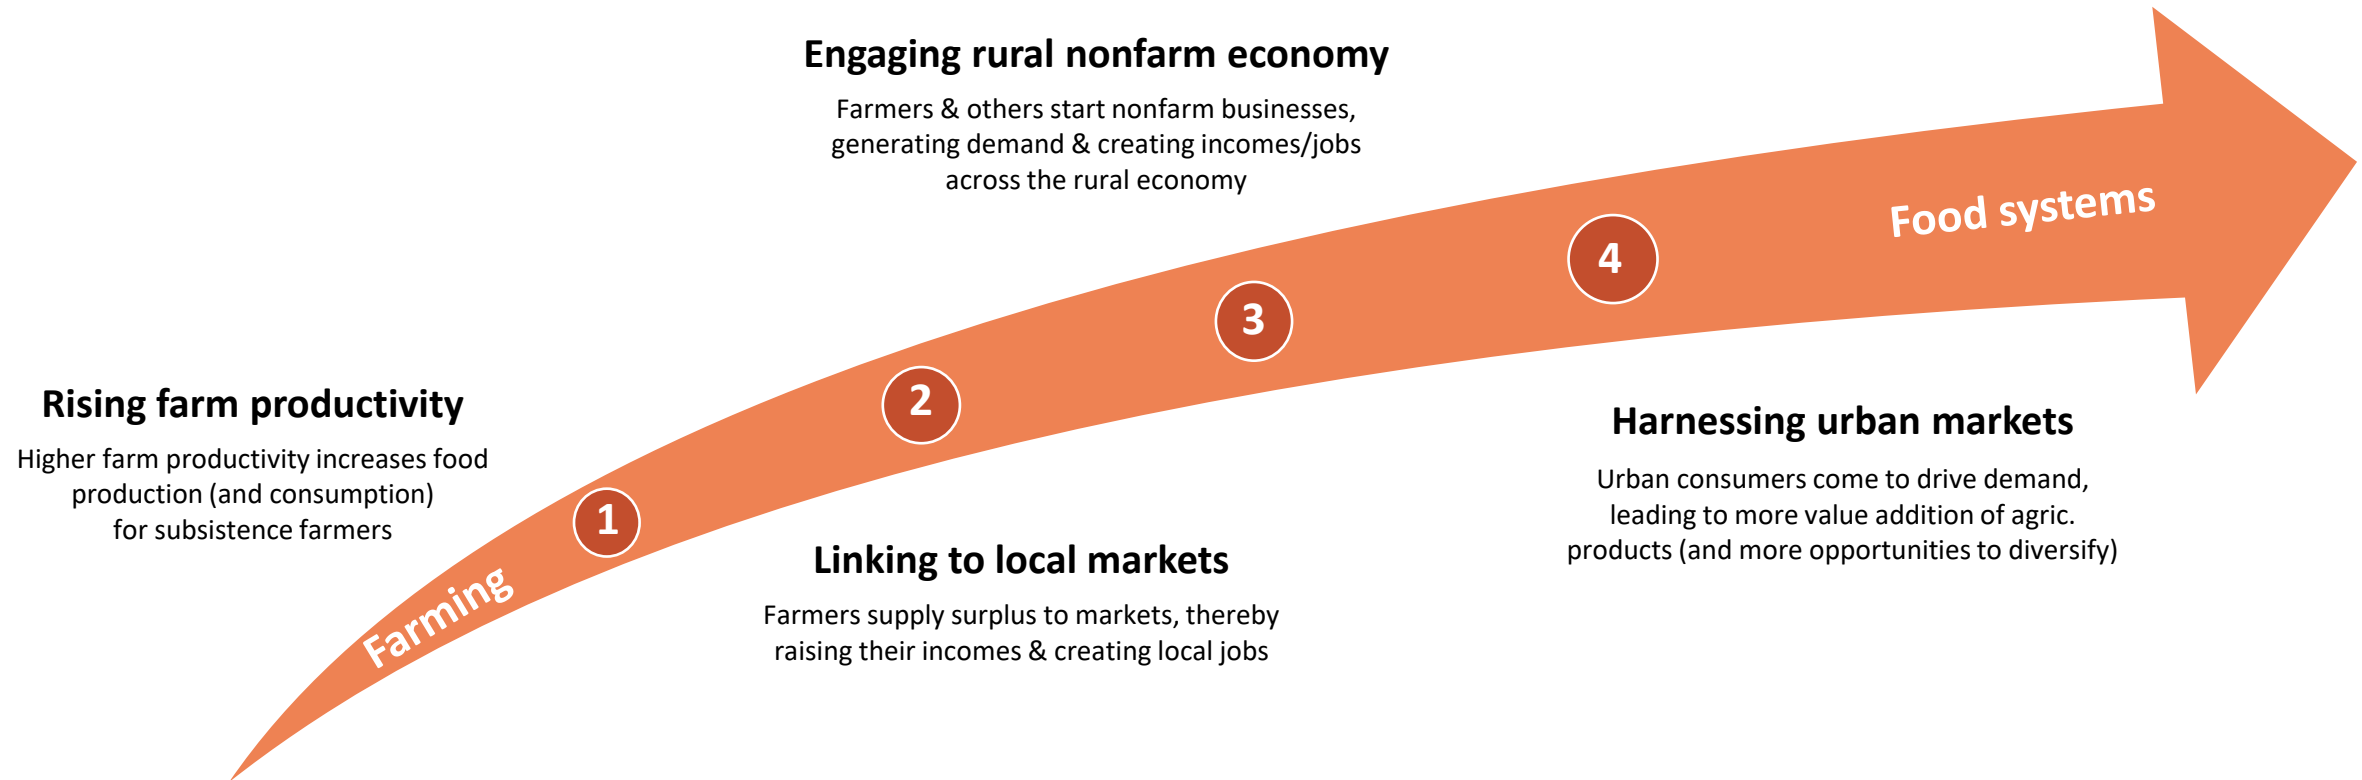 Engaging rural nonfarm economy
Farmers & others start nonfarm businesses,
generating demand & creating incomes/jobs
across the rural economy
Food systems
4
3
2
Rising farm productivity
Higher farm productivity increases food
production (and consumption)
for subsistence farmers
1
Farming
Harnessing urban markets
Urban consumers come to drive demand,
leading to more value addition of agric.
products (and more opportunities to diversify)
Linking to local markets
Farmers supply surplus to markets, thereby
raising their incomes & creating local jobs